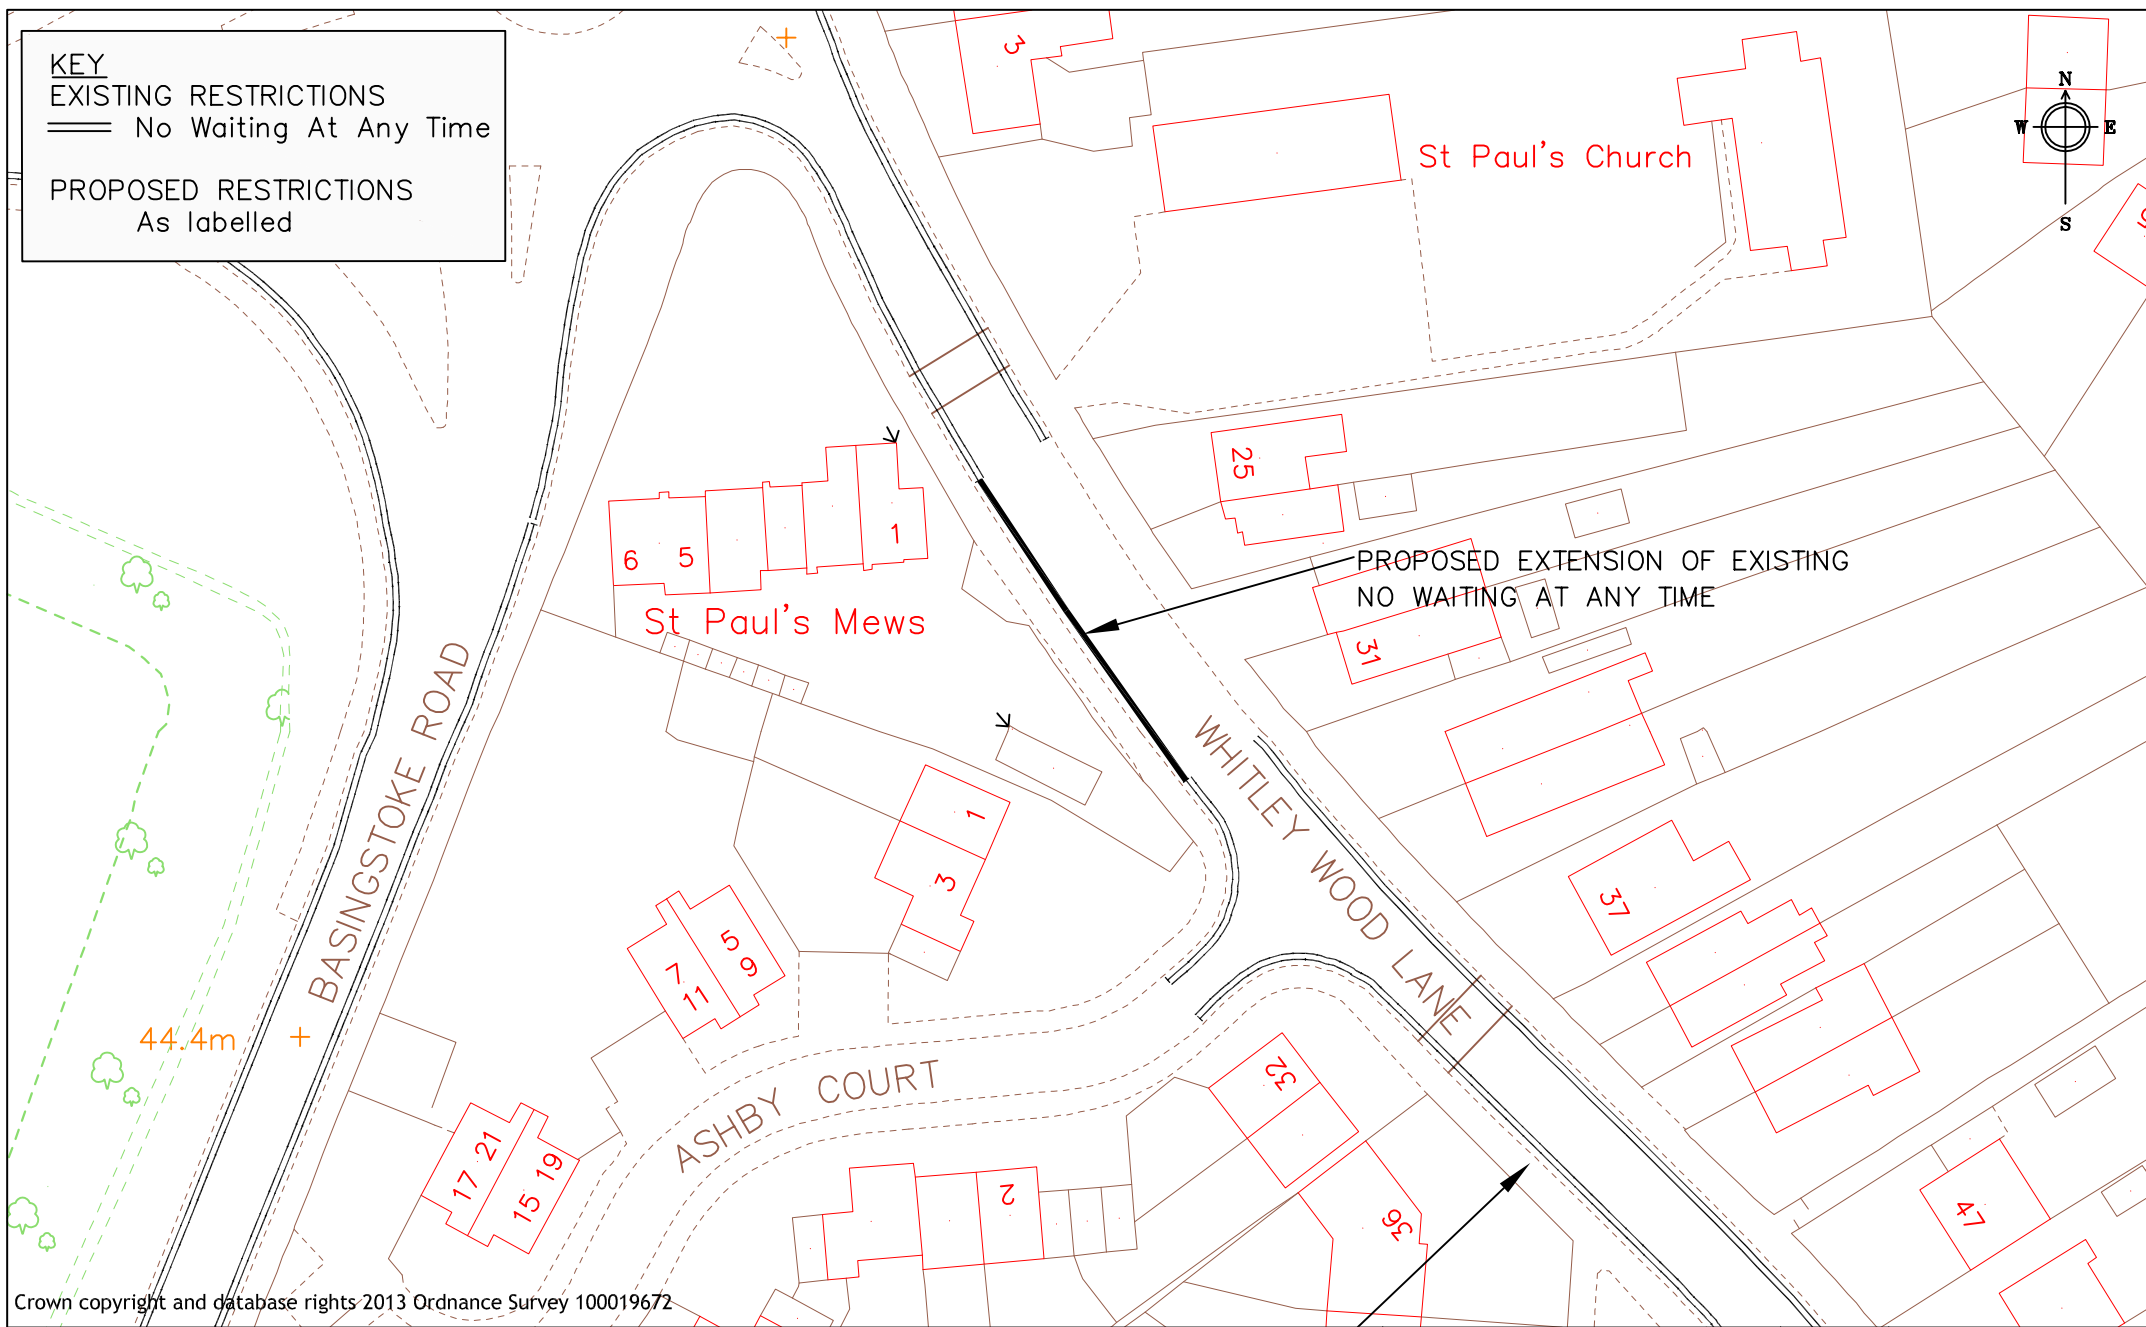 KEY
EXISTING RESTRICTIONS
No Waiting At Any Time
PROPOSED RESTRICTIONS
As labelled
3
St Paul's Church
N
W E
S
25
1
6 5
St Paul's Mews
PROPOSED EXTENSION OF EXISTING
NO WAITING AT ANY TIME
31
BASINGSTOKE ROAD
WHITLEY WOOD LANE
1
3
37
5
9
7
11
44.4m
ASHBY COURT
32
17 21
15 19
2
36
47
Crown copyright and database rights 2013 Ordnance Survey 100019672